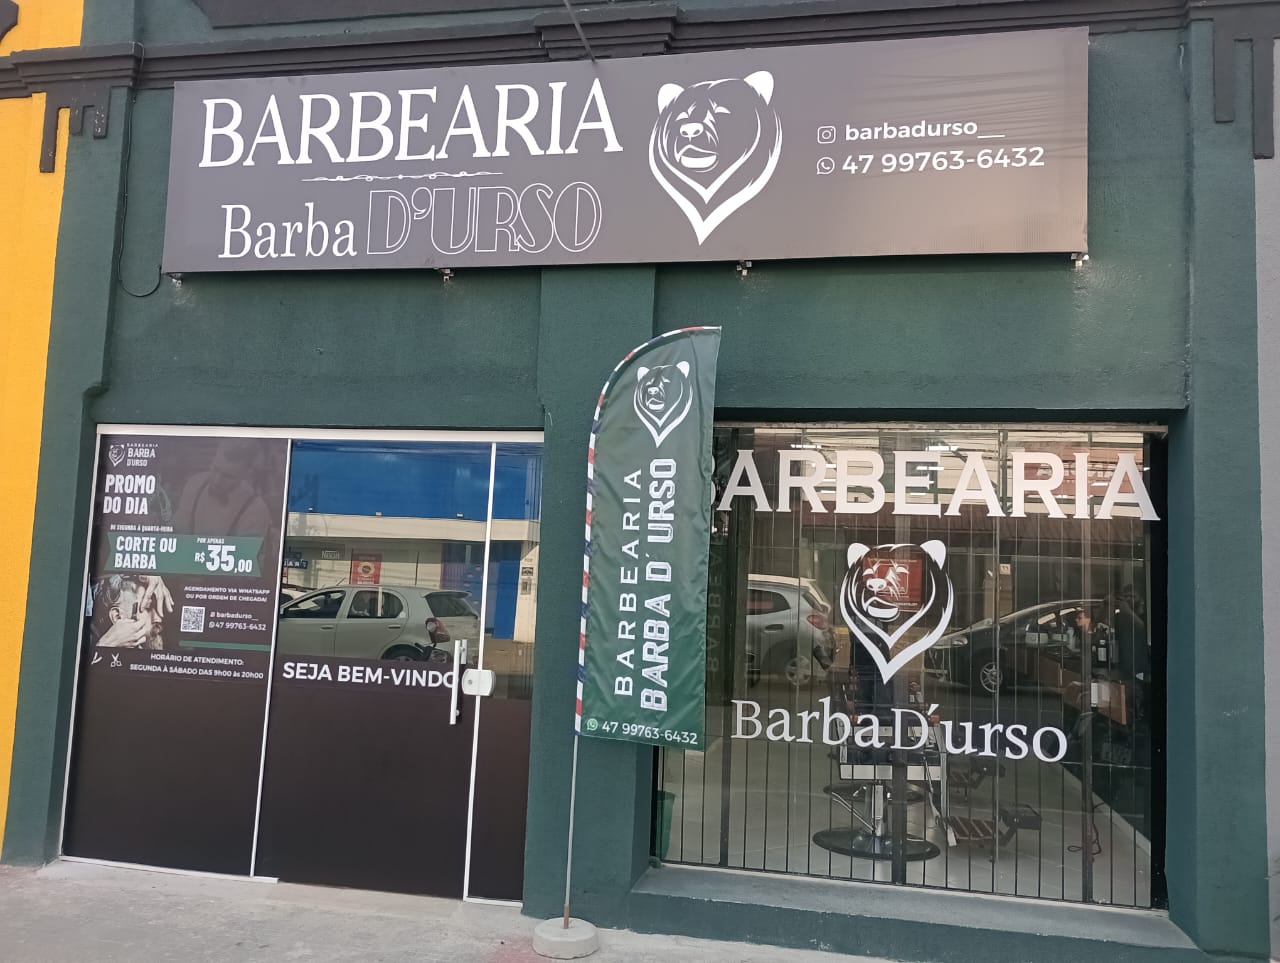 BARBEARIA
Barba D'URSO
barbadurso__
47 99763-6432
BARBEARIA
BARBA
D'URSO
PROMO
DO DIA
DE SEGUNDA À QUARTA-FEIRA
CORTE OU
BARBA
POR APENAS
R$35,00
AGENDAMENTO VIA WHATSAPP
OU POR ORDEM DE CHEGADA!
barbadurso__
47 99763-6432
HORÁRIO DE ATENDIMENTO:
SEGUNDA À SÁBADO DAS 9h00 às 20h00
SEJA BEM-VINDO
BARBEARIA
BARBA D´URSO
47 99763-6432
BARBEARIA
BarbaD´urso